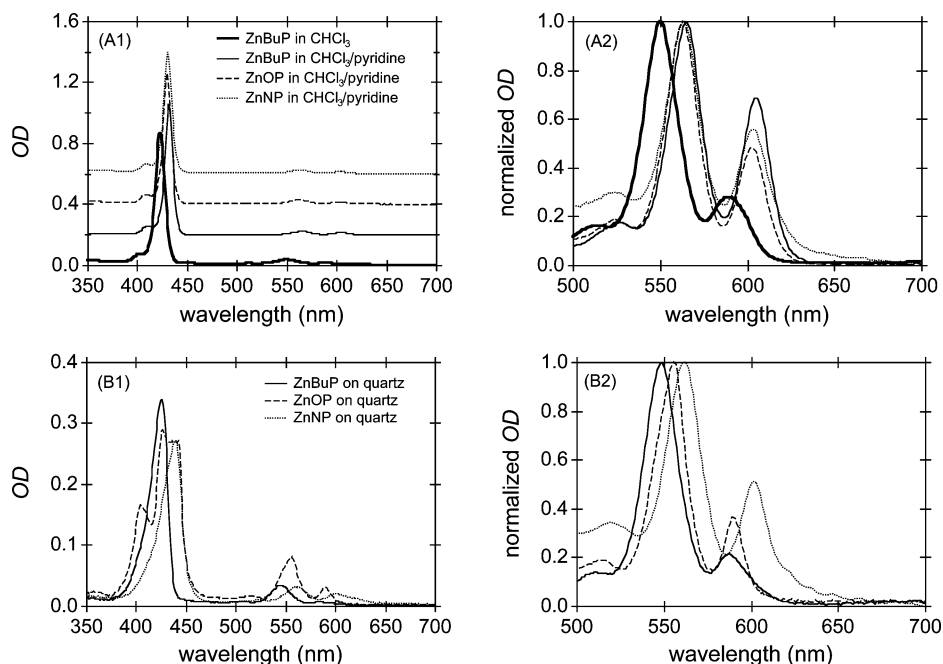 (A1)
ZnBuP in CHCl₃
ZnBuP in CHCl₃/pyridine
ZnOP in CHCl₃/pyridine
ZnNP in CHCl₃/pyridine
OD
1.6
1.2
0.8
0.4
0.0
350 400 450 500 550 600 650 700
wavelength (nm)
(A2)
normalized OD
1.0
0.8
0.6
0.4
0.2
0.0
500 550 600 650 700
wavelength (nm)
(B1)
ZnBuP on quartz
ZnOP on quartz
ZnNP on quartz
OD
0.4
0.3
0.2
0.1
0.0
350 400 450 500 550 600 650 700
wavelength (nm)
(B2)
normalized OD
1.0
0.8
0.6
0.4
0.2
0.0
500 550 600 650 700
wavelength (nm)